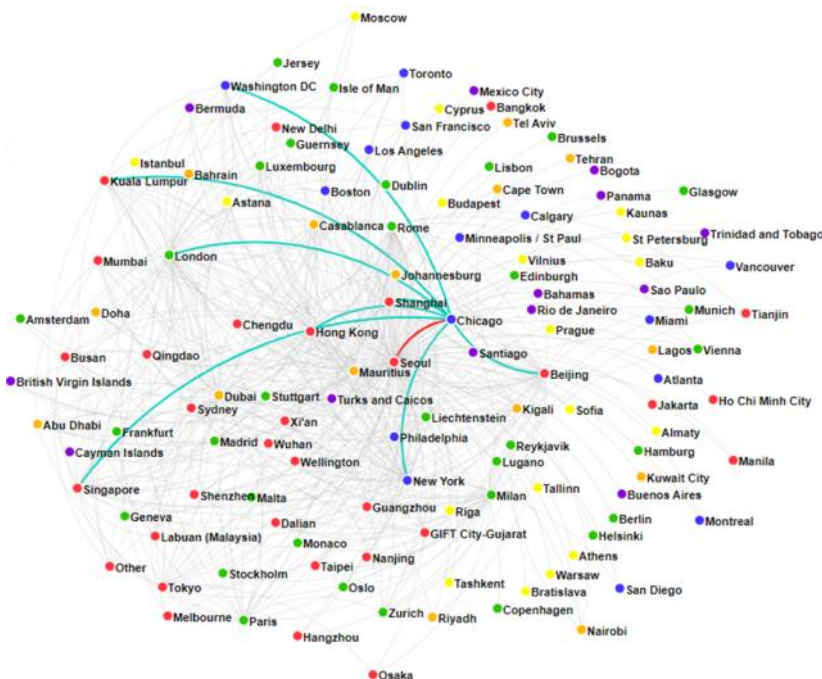 Moscow
Jersey
Toronto
Washington DC
Isle of Man
Mexico City
Bermuda
Cyprus
Bangkok
Tel Aviv
New Delhi
San Francisco
Brussels
Guernsey
Los Angeles
Istanbul
Bahrain
Luxembourg
Lisbon
Tehran
Bogota
Kuala Lumpur
Boston
Dublin
Cape Town
Panama
Glasgow
Astana
Budapest
Calgary
Kaunas
Casablanca
Rome
Minneapolis / St Paul
St Petersburg
Trinidad and Tobago
London
Mumbai
Vilnius
Baku
Vancouver
Johannesburg
Edinburgh
Shanghai
Bahamas
Sao Paulo
Amsterdam
Doha
Chengdu
Hong Kong
Chicago
Rio de Janeiro
Miami
Munich
Tianjin
Prague
Busan
Qingdao
Seoul
Santiago
Lagos
Vienna
Mauritius
Beijing
British Virgin Islands
Atlanta
Dubai
Stuttgart
Turks and Caicos
Sydney
Kigali
Sofia
Jakarta
Ho Chi Minh City
Abu Dhabi
Frankfurt
Xi'an
Liechtenstein
Madrid
Wuhan
Philadelphia
Reykjavik
Almaty
Cayman Islands
Wellington
Lugano
Hamburg
Manila
Singapore
New York
Kuwait City
Shenzhen
Malta
Milan
Tallinn
Buenos Aires
Geneva
Guangzhou
Riga
Berlin
Montreal
Dalian
Labuan (Malaysia)
GIFT City-Gujarat
Helsinki
Monaco
Nanjing
Athens
Other
Stockholm
Taipei
Warsaw
Tokyo
Oslo
Tashkent
Bratislava
San Diego
Melbourne
Paris
Zurich
Riyadh
Copenhagen
Hangzhou
Nairobi
Osaka